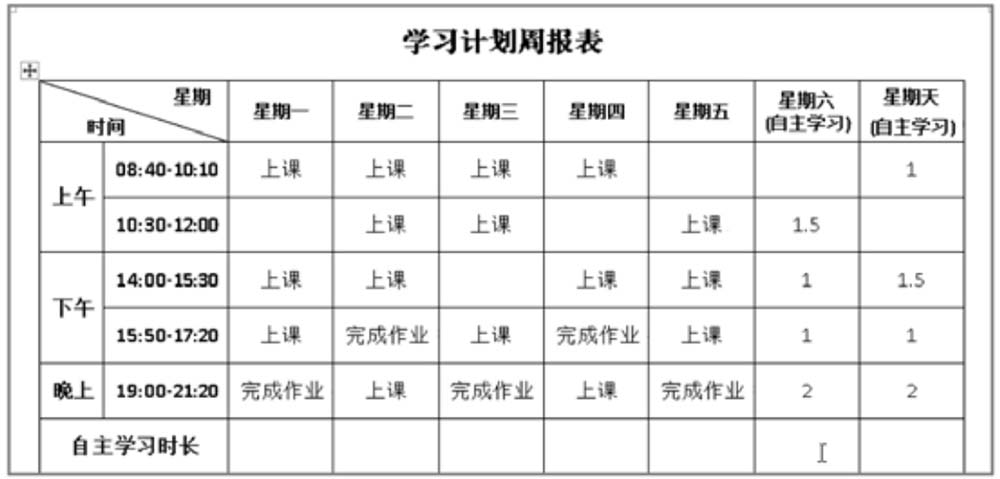 学习计划周报表
星期
时间
星期一 星期二 星期三 星期四 星期五 星期六 (自主学习) 星期天 (自主学习)
上午 08:40-10:10 上课 上课 上课 上课 1
10:30-12:00 上课 上课 上课 1.5
下午 14:00-15:30 上课 上课 上课 上课 1 1.5
15:50-17:20 上课 完成作业 上课 完成作业 上课 1 1
晚上 19:00-21:20 完成作业 上课 完成作业 上课 完成作业 2 2
自主学习时长